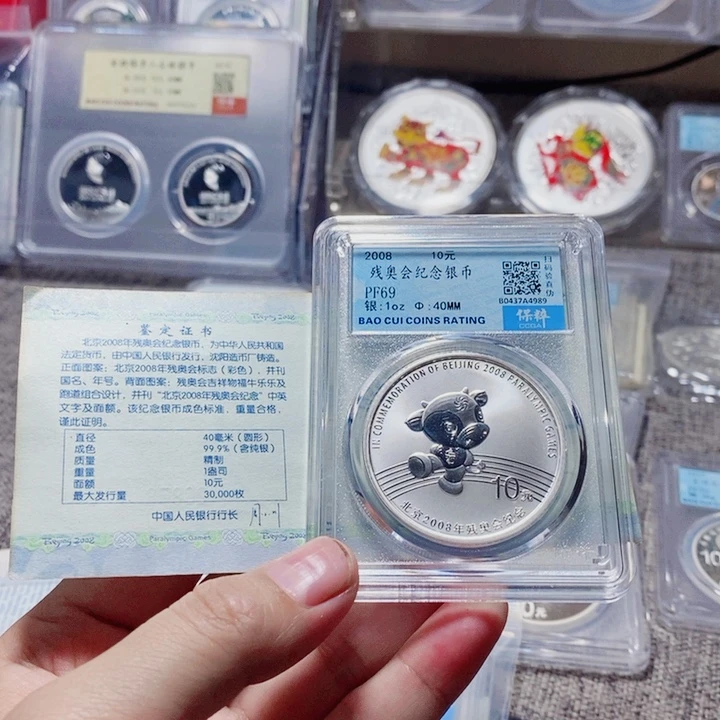 BAO CUI COINS RATING
2008 10元
残奥会纪念银币
PF69
银:1oz Φ:40MM
BAO CUI COINS RATING
扫码验真伪
B0437A4989
保粹
CCGA
IN COMMEMORATION OF BEIJING 2008 PARALYMPIC GAMES
10元
北京2008年残奥会纪念
Beijing 2008
鉴定证书
北京2008年残奥会纪念银币，为中华人民共和国
法定货币，由中国人民银行发行，沈阳造币厂铸造。
正面图案：北京2008年残奥会标志（彩色），并刊
国名、年号。背面图案：残奥会吉祥物福牛乐乐及
跑道组合设计，并刊“北京2008年残奥会纪念”中英
文字及面额。该纪念银币成色标准，重量合格，
谨此证明。
直径 40毫米（圆形）
成色 99.9%（含纯银）
质量 精制
重量 1盎司
面额 10元
最大发行量 30,000枚
中国人民银行行长
Beijing 2008 Paralympic Games Beijing 2008